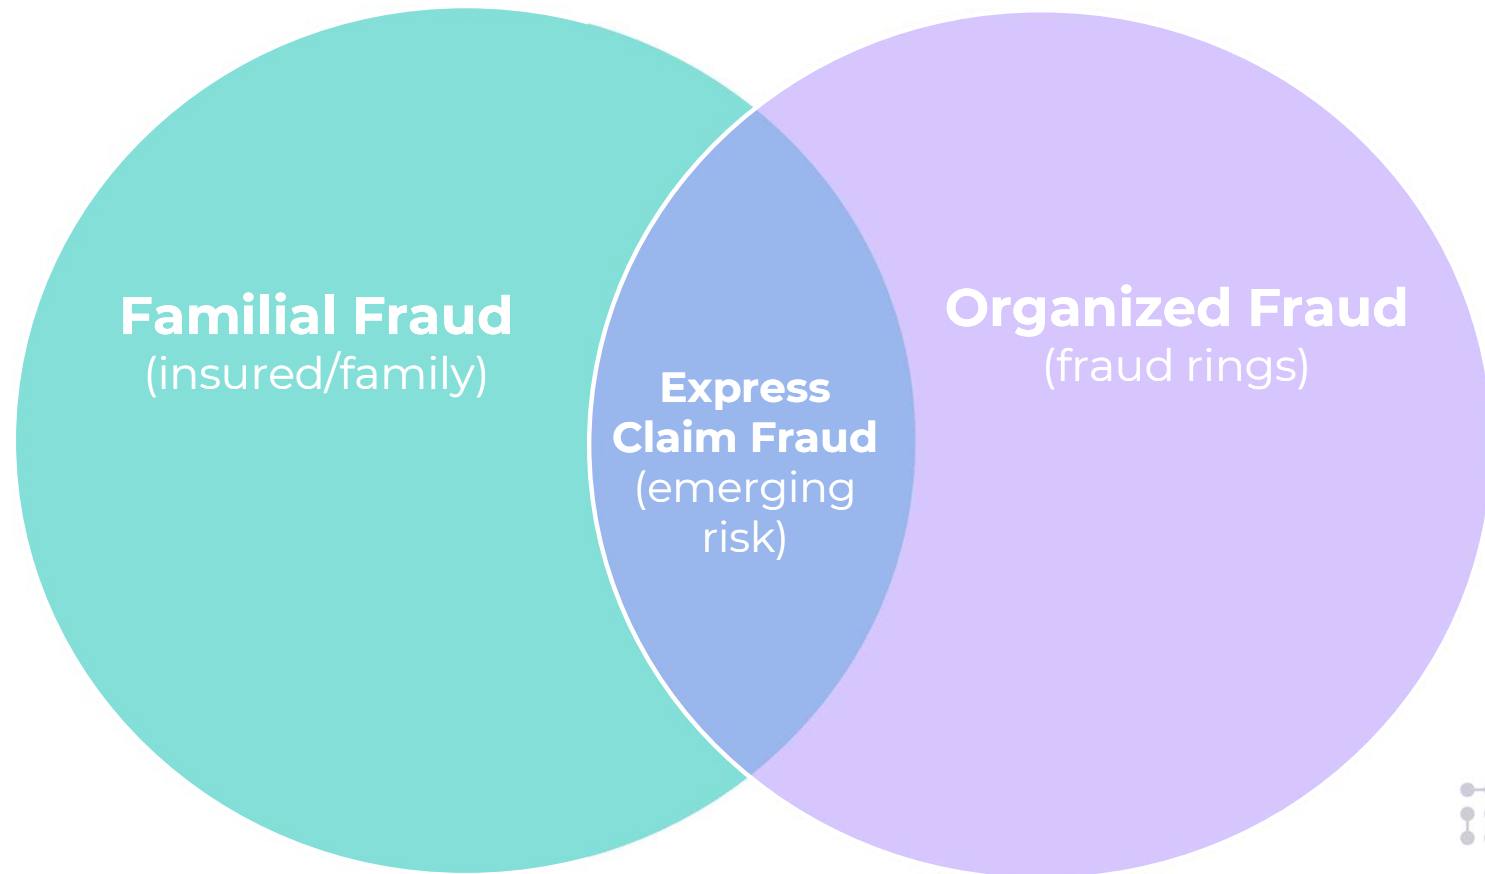 Familial Fraud
(insured/family)
Express
Claim Fraud
(emerging
risk)
Organized Fraud
(fraud rings)